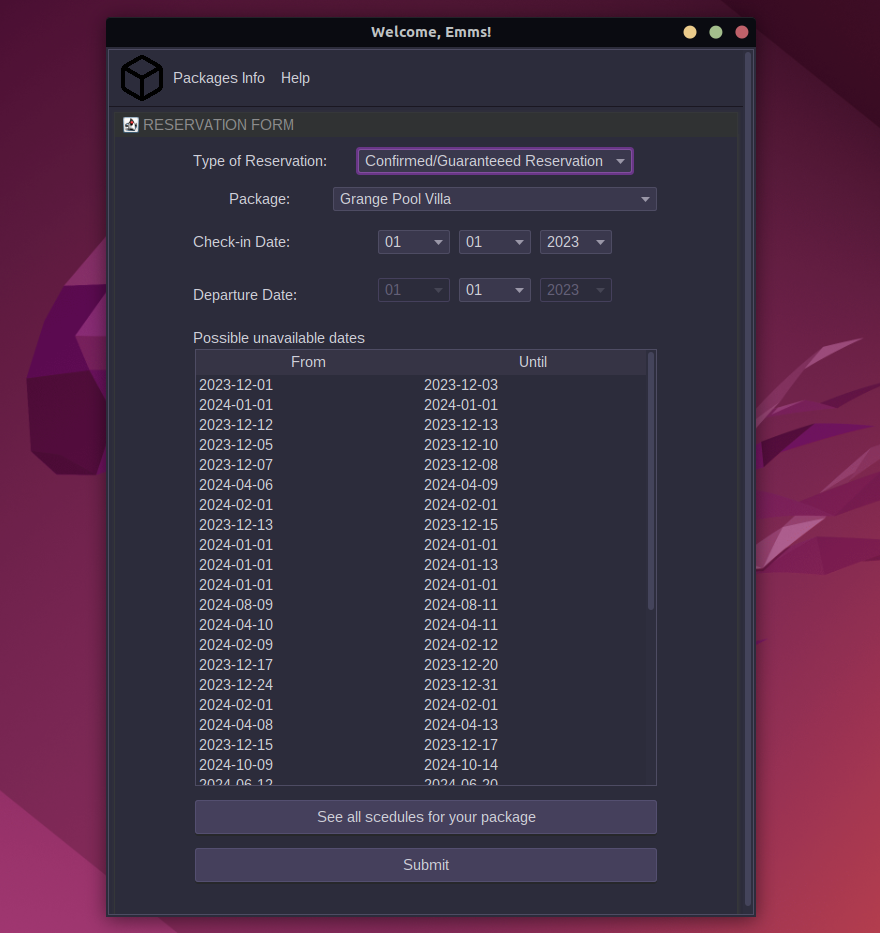 Welcome, Emms!
Packages Info Help
RESERVATION FORM
Type of Reservation: Confirmed/Guaranteeed Reservation
Package: Grange Pool Villa
Check-in Date: 01 01 2023
Departure Date: 01 01 2023
Possible unavailable dates
From Until
2023-12-01 2023-12-03
2024-01-01 2024-01-01
2023-12-12 2023-12-13
2023-12-05 2023-12-10
2023-12-07 2023-12-08
2024-04-06 2024-04-09
2024-02-01 2024-02-01
2023-12-13 2023-12-15
2024-01-01 2024-01-01
2024-01-01 2024-01-13
2024-01-01 2024-01-01
2024-08-09 2024-08-11
2024-04-10 2024-04-11
2024-02-09 2024-02-12
2023-12-17 2023-12-20
2023-12-24 2023-12-31
2024-02-01 2024-02-01
2024-04-08 2024-04-13
2023-12-15 2023-12-17
2024-10-09 2024-10-14
2024-06-12 2024-06-20
See all scedules for your package
Submit